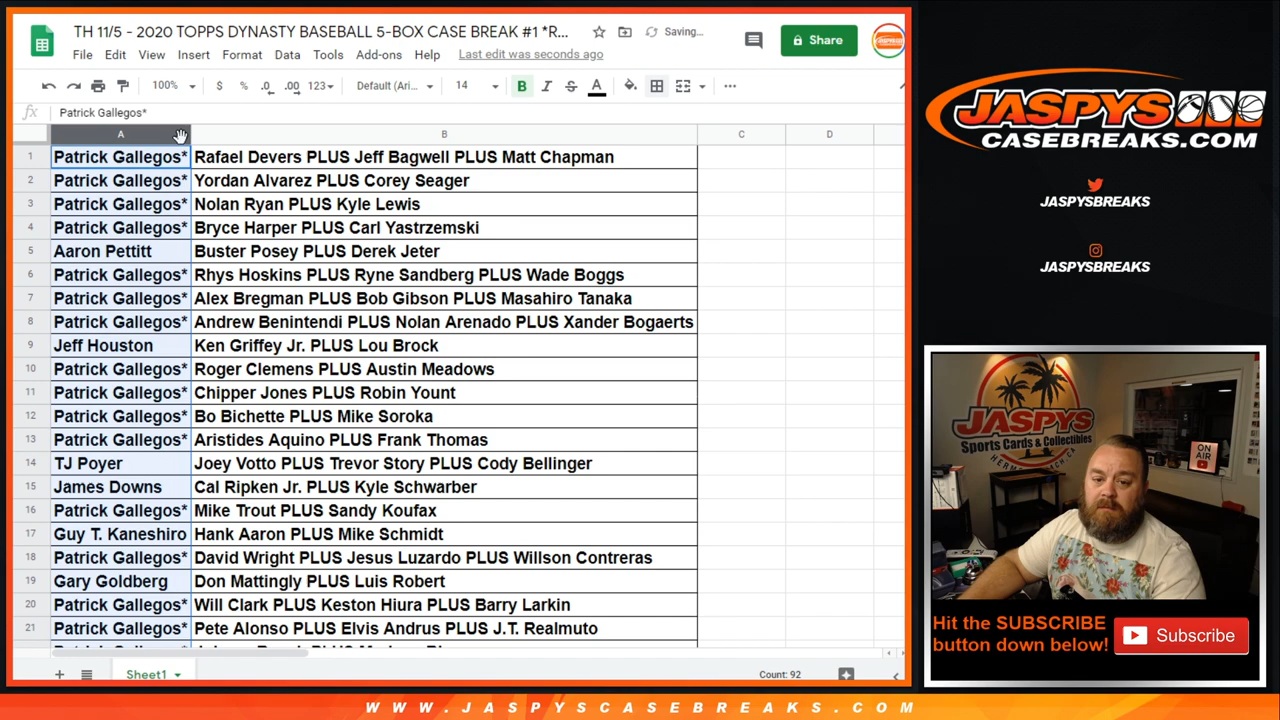 TH 11/5 - 2020 TOPPS DYNASTY BASEBALL 5-BOX CASE BREAK #1 *R...
Saving...
File Edit View Insert Format Data Tools Add-ons Help Last edit was seconds ago
Share
100% $ % .0 .00 123 Default (Ari... 14 B I S A
fx Patrick Gallegos*
A B C D
1 Patrick Gallegos* Rafael Devers PLUS Jeff Bagwell PLUS Matt Chapman
2 Patrick Gallegos* Yordan Alvarez PLUS Corey Seager
3 Patrick Gallegos* Nolan Ryan PLUS Kyle Lewis
4 Patrick Gallegos* Bryce Harper PLUS Carl Yastrzemski
5 Aaron Pettitt Buster Posey PLUS Derek Jeter
6 Patrick Gallegos* Rhys Hoskins PLUS Ryne Sandberg PLUS Wade Boggs
7 Patrick Gallegos* Alex Bregman PLUS Bob Gibson PLUS Masahiro Tanaka
8 Patrick Gallegos* Andrew Benintendi PLUS Nolan Arenado PLUS Xander Bogaerts
9 Jeff Houston Ken Griffey Jr. PLUS Lou Brock
10 Patrick Gallegos* Roger Clemens PLUS Austin Meadows
11 Patrick Gallegos* Chipper Jones PLUS Robin Yount
12 Patrick Gallegos* Bo Bichette PLUS Mike Soroka
13 Patrick Gallegos* Aristides Aquino PLUS Frank Thomas
14 TJ Poyer Joey Votto PLUS Trevor Story PLUS Cody Bellinger
15 James Downs Cal Ripken Jr. PLUS Kyle Schwarber
16 Patrick Gallegos* Mike Trout PLUS Sandy Koufax
17 Guy T. Kaneshiro Hank Aaron PLUS Mike Schmidt
18 Patrick Gallegos* David Wright PLUS Jesus Luzardo PLUS Willson Contreras
19 Gary Goldberg Don Mattingly PLUS Luis Robert
20 Patrick Gallegos* Will Clark PLUS Keston Hiura PLUS Barry Larkin
21 Patrick Gallegos* Pete Alonso PLUS Elvis Andrus PLUS J.T. Realmuto
Sheet1
Count: 92
JASPYS
CASEBREAKS.COM
JASPYSBREAKS
JASPYSBREAKS
JASPYS
Sports Cards & Collectibles
ON
AIR
Hit the SUBSCRIBE
button down below!
Subscribe
WWW.JASPYSCASEBREAKS.COM